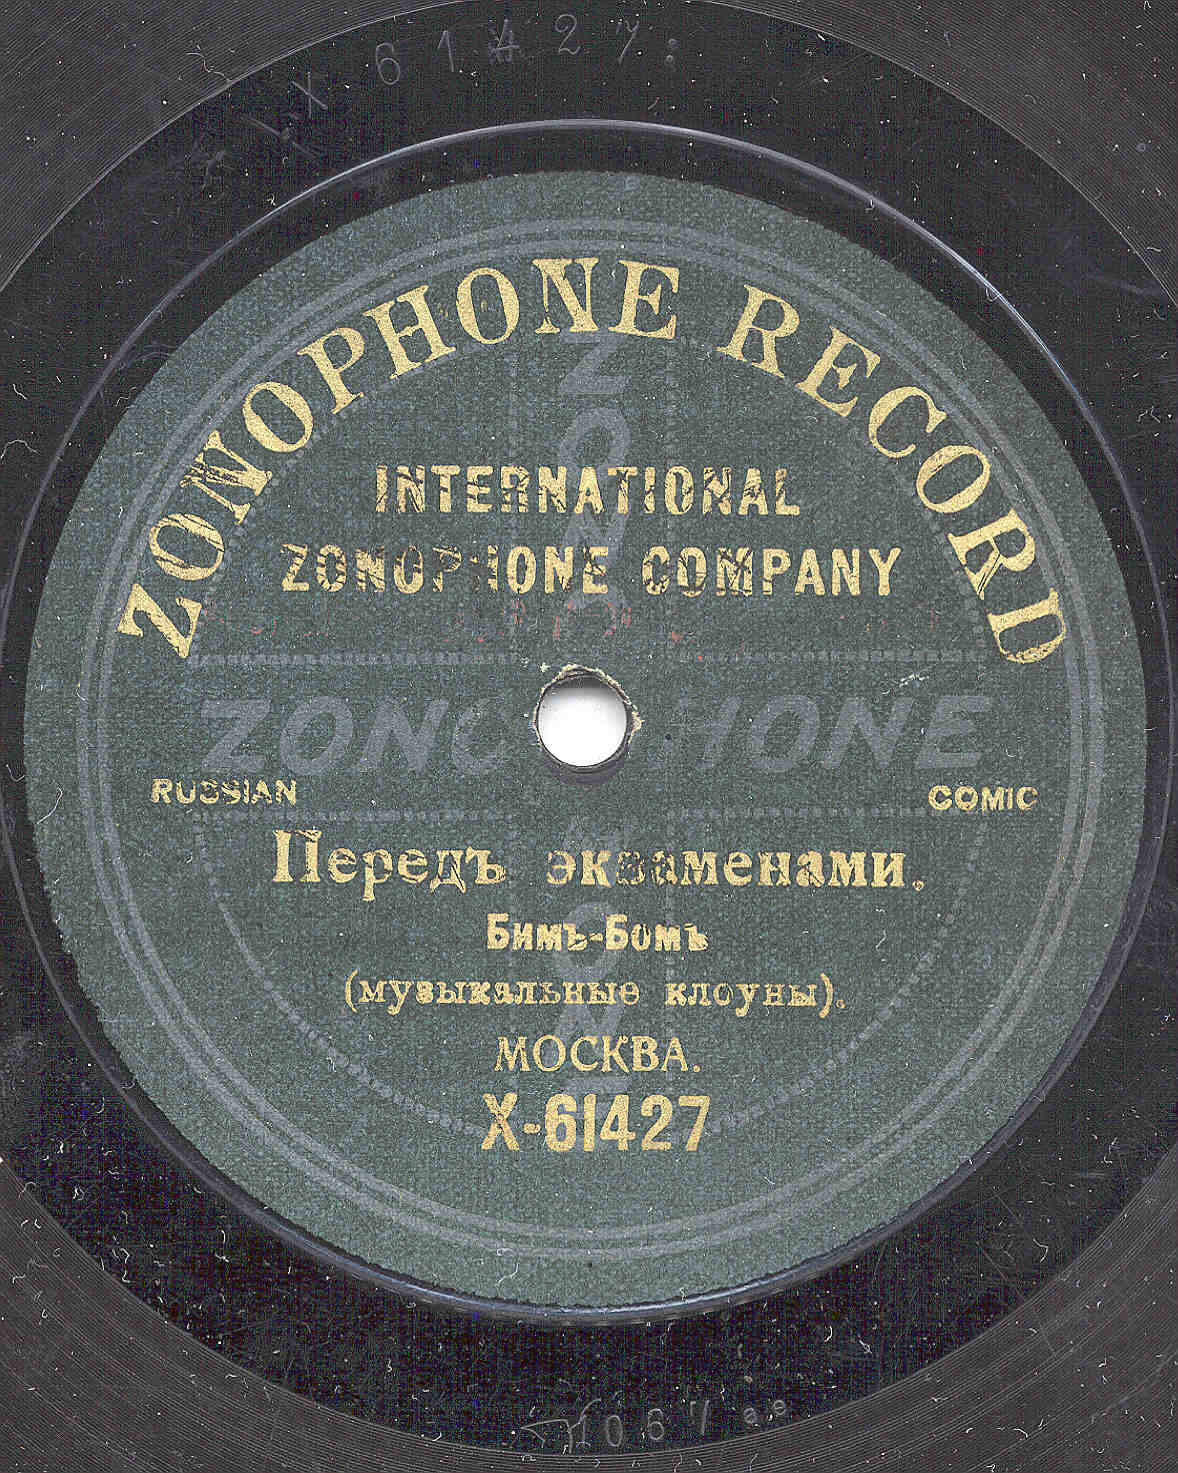 X 61427
ZONOPHONE RECORD
INTERNATIONAL
ZONOPHONE COMPANY
ZONOPHONE
RUSSIAN
COMIC
Передъ экзаменами.
Бимъ-Бомъ
(музыкальные клоуны).
МОСКВА.
X-61427